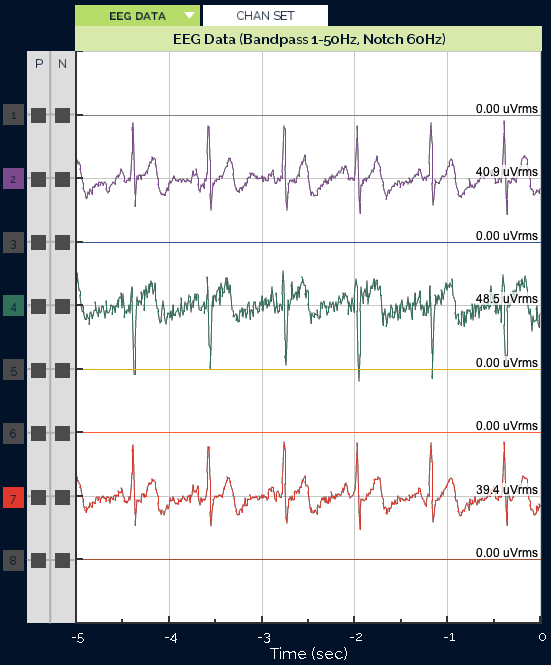 EEG DATA CHAN SET
EEG Data (Bandpass 1-50Hz, Notch 60Hz)
P N
1 0.00 uVrms
2 40.9 uVrms
3 0.00 uVrms
4 48.5 uVrms
5 0.00 uVrms
6 0.00 uVrms
7 39.4 uVrms
8 0.00 uVrms
-5 -4 -3 -2 -1 0
Time (sec)